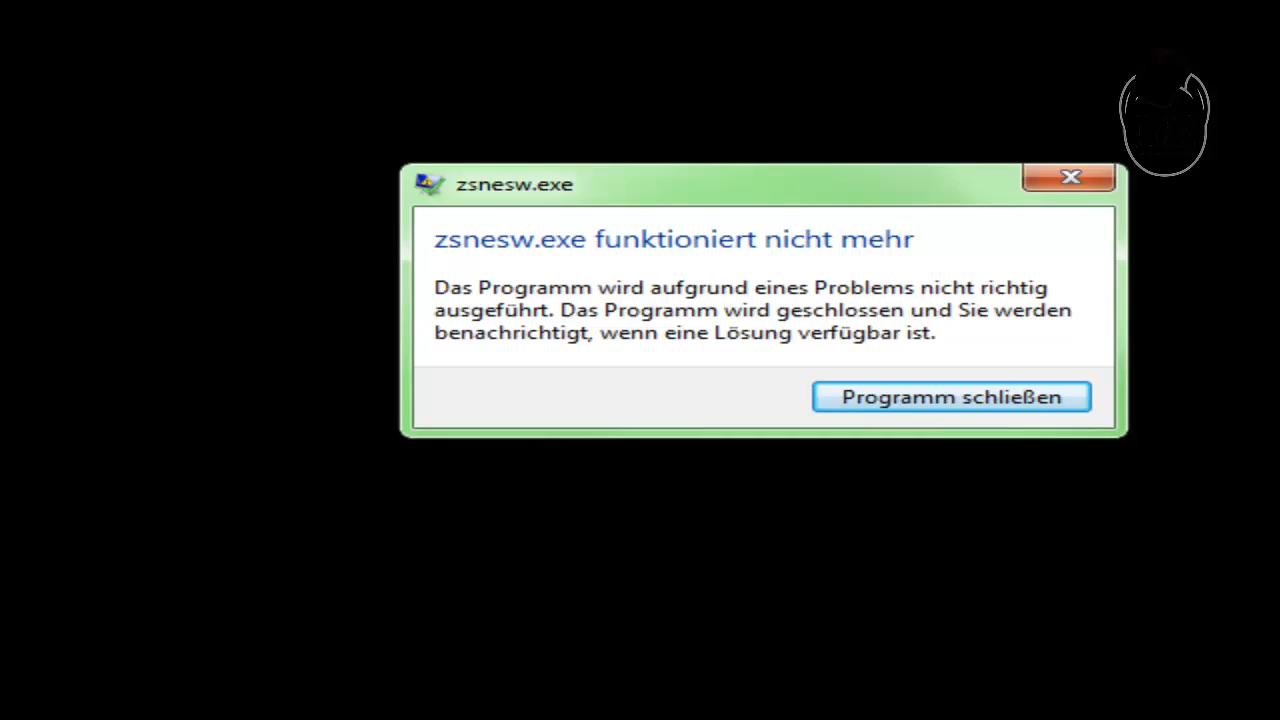 zsnesw.exe
zsnesw.exe funktioniert nicht mehr
Das Programm wird aufgrund eines Problems nicht richtig
ausgeführt. Das Programm wird geschlossen und Sie werden
benachrichtigt, wenn eine Lösung verfügbar ist.
Programm schließen